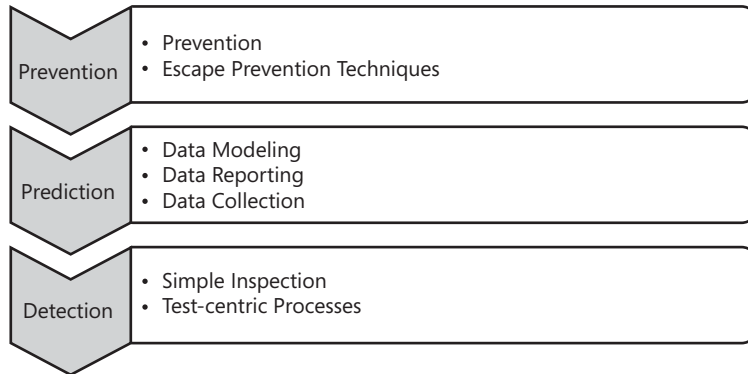 Prevention
• Prevention
• Escape Prevention Techniques
Prediction
• Data Modeling
• Data Reporting
• Data Collection
Detection
• Simple Inspection
• Test-centric Processes